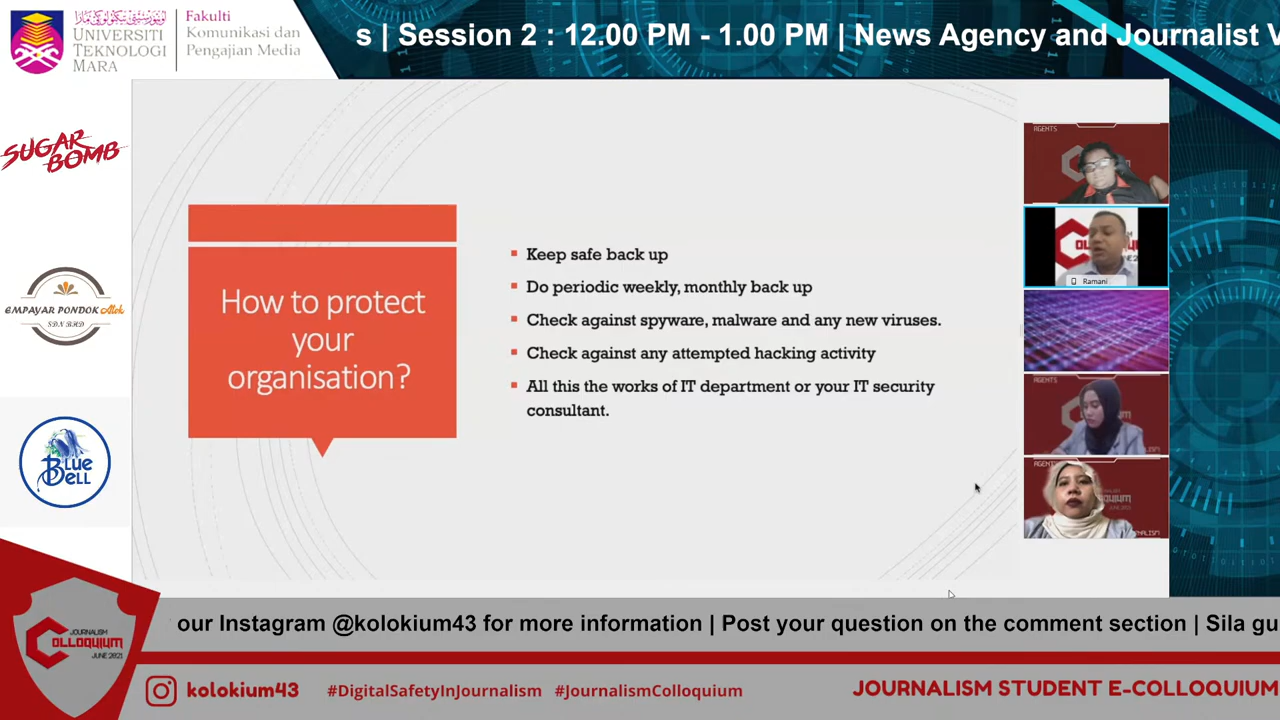 UNIVERSITI
TEKNOLOGI
MARA
Fakulti
Komunikasi dan
Pengajian Media
s | Session 2 : 12.00 PM - 1.00 PM | News Agency and Journalist V
SUGAR
BOMB
EMPAYAR PONDOK Atok
SDN BHD
BLUE
BELL
How to protect
your
organisation?
Keep safe back up
Do periodic weekly, monthly back up
Check against spyware, malware and any new viruses.
Check against any attempted hacking activity
All this the works of IT department or your IT security
consultant.
AGENTS
Ramani
AGENTS
AGENT
our Instagram @kolokium43 for more information | Post your question on the comment section | Sila gu
JOURNALISM
COLLOQUIUM
JUNE 2021
kolokium43
#DigitalSafetyInJournalism #JournalismColloquium
JOURNALISM STUDENT E-COLLOQUIUM